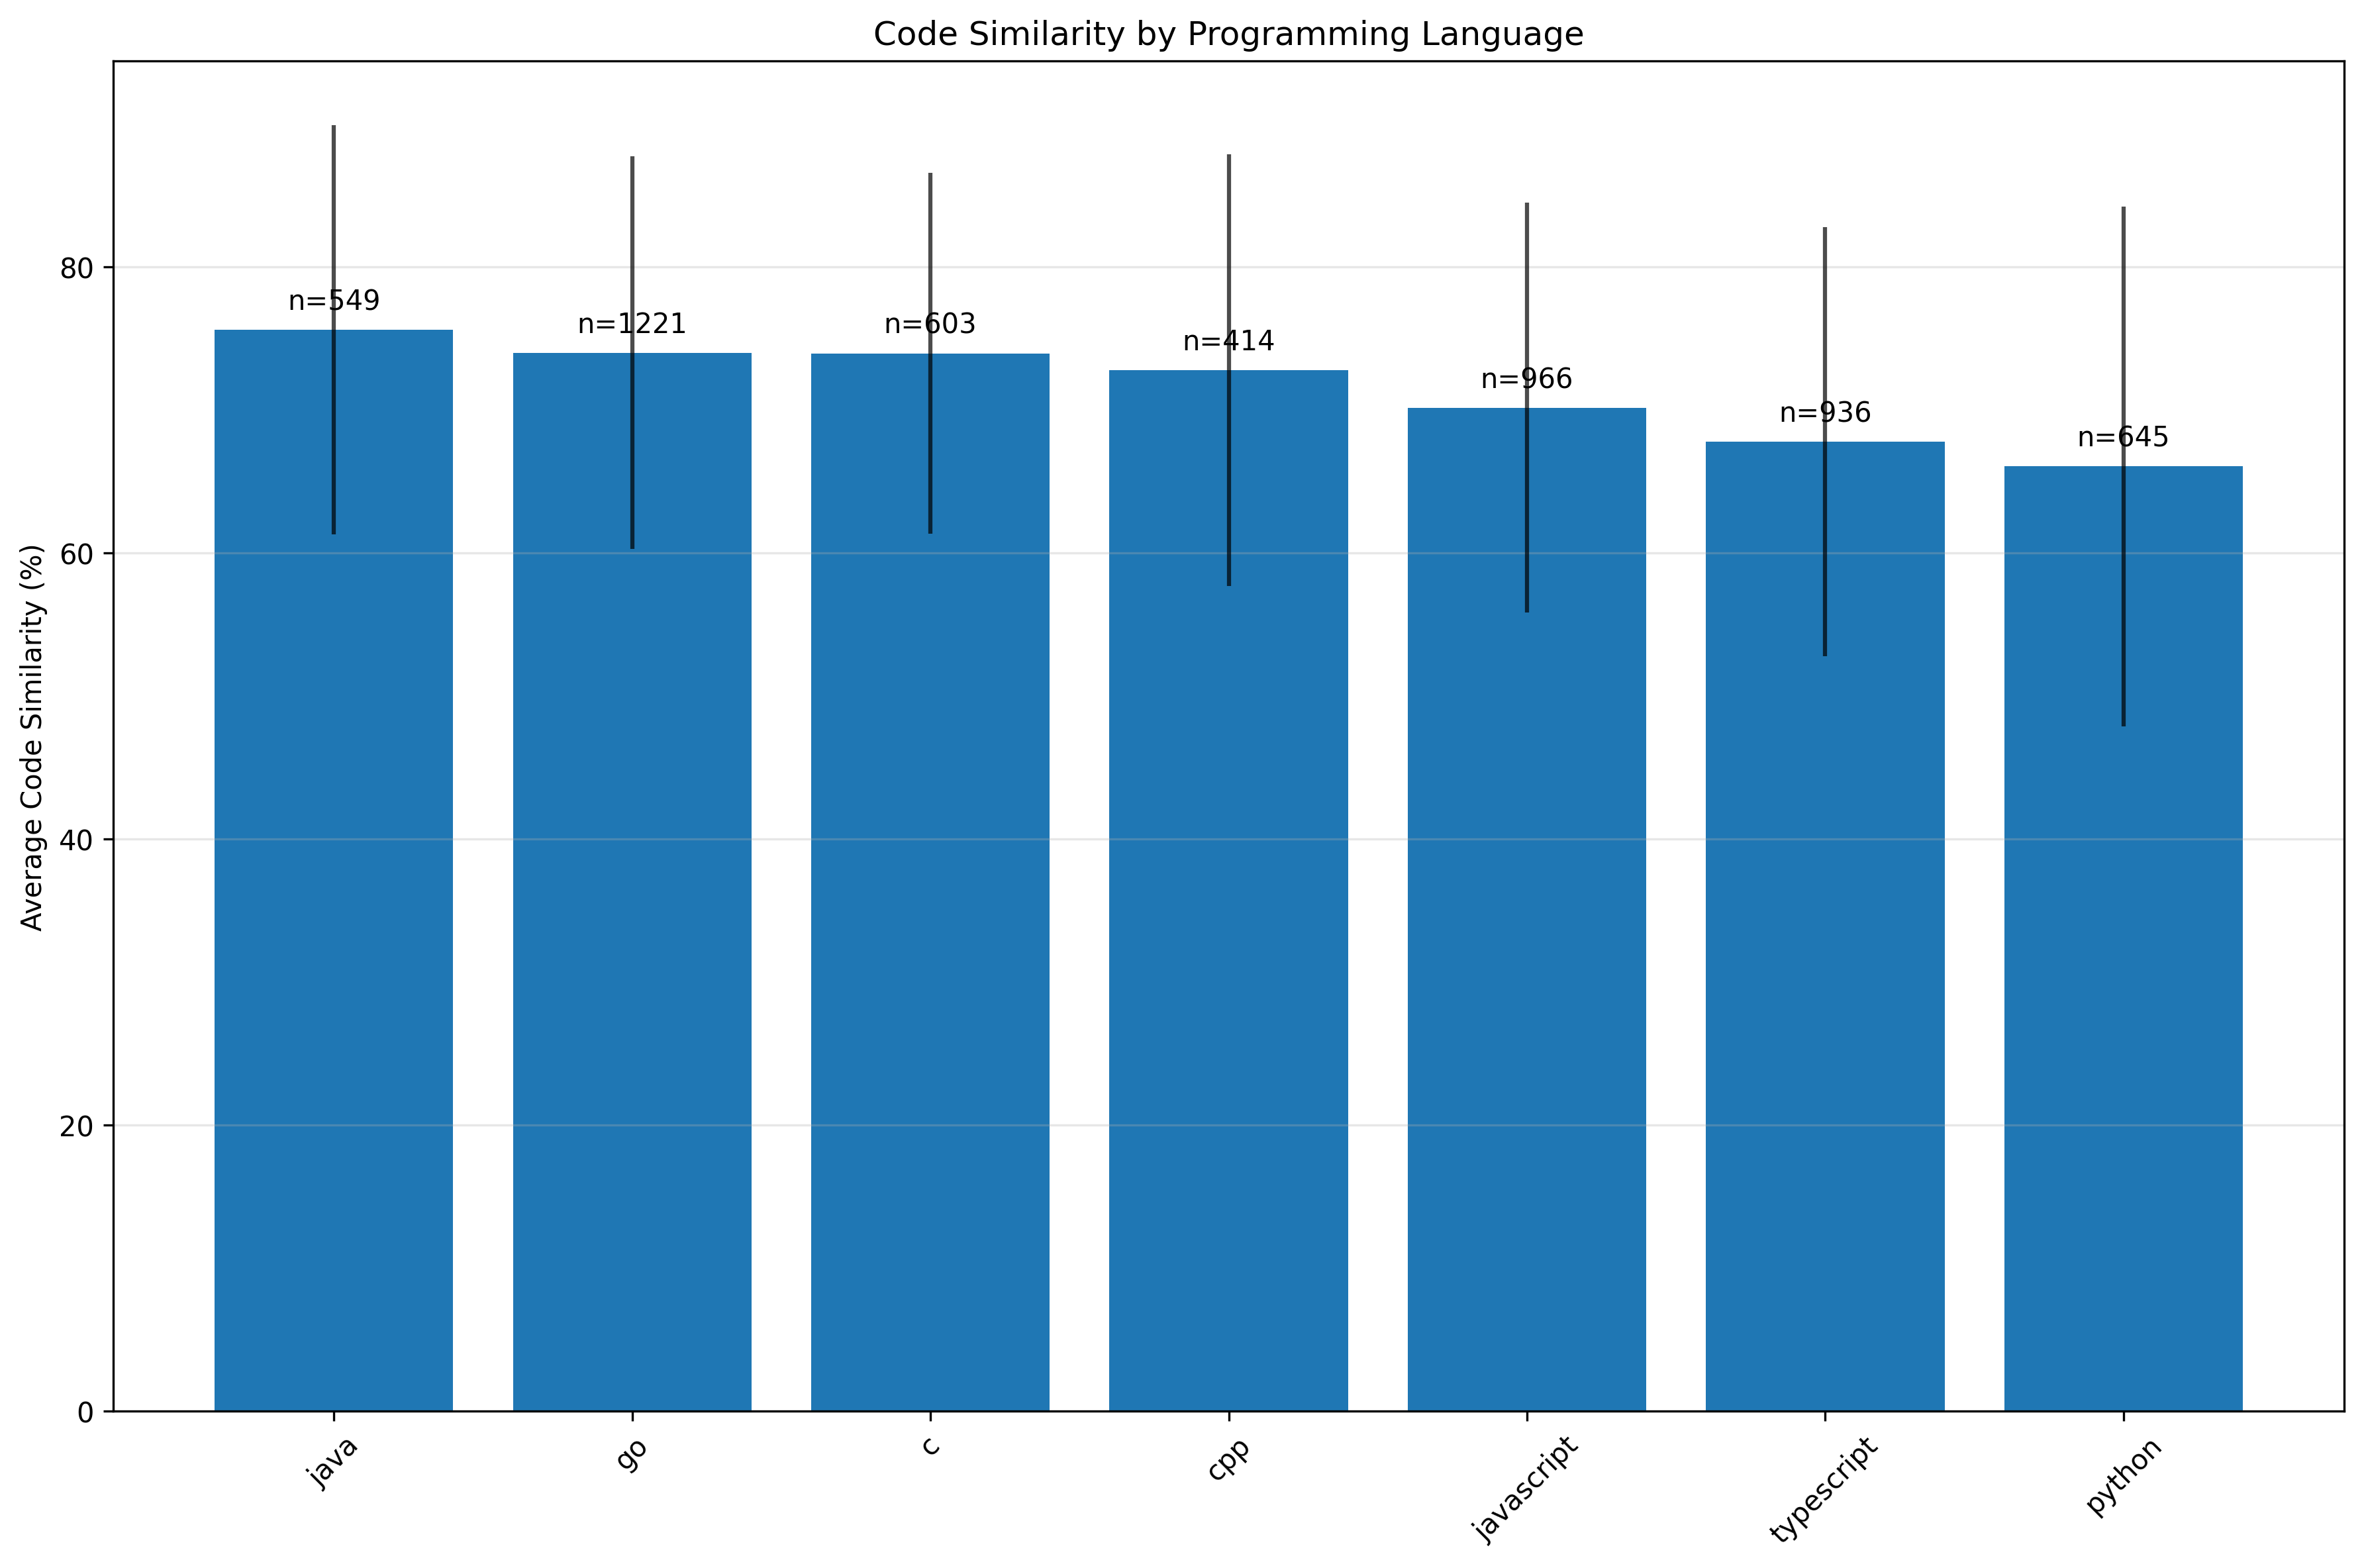 Code Similarity by Programming Language
Average Code Similarity (%)
80
60
40
20
0
n=549
n=1221
n=603
n=414
n=966
n=936
n=645
java
go
c
cpp
javascript
typescript
python